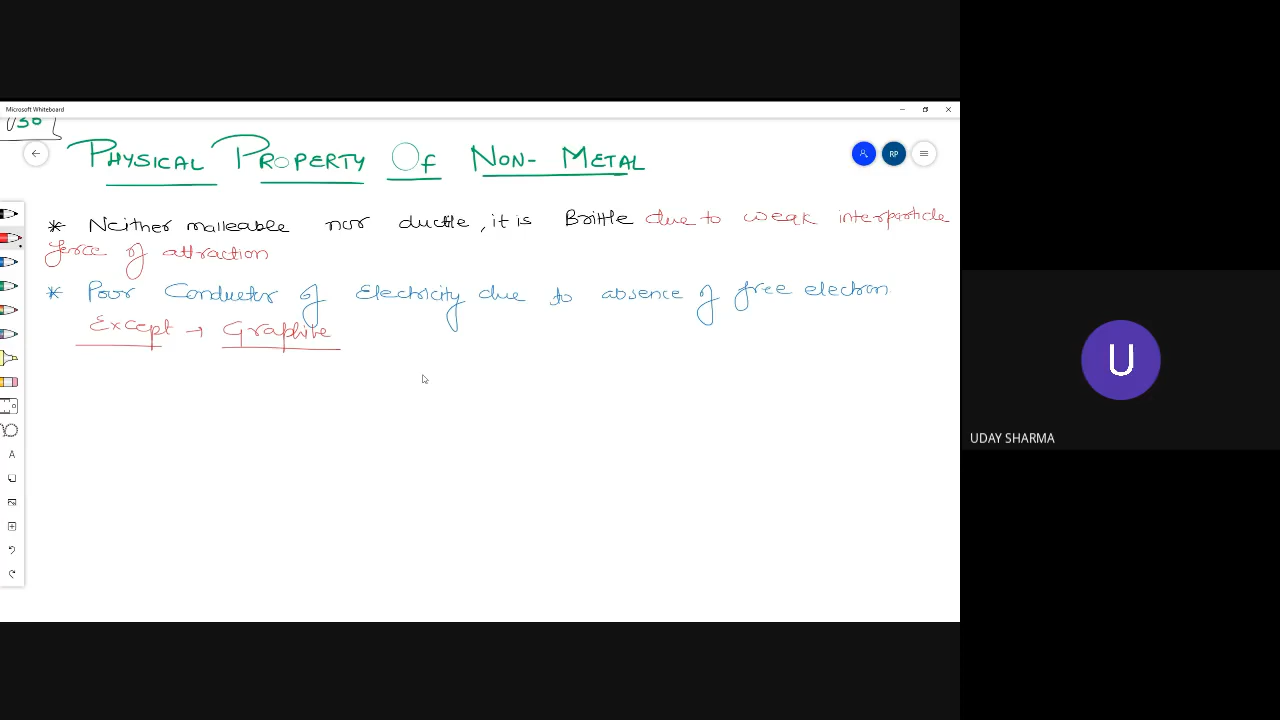 Microsoft Whiteboard
PHYSICAL PROPERTY Of NON-METAL
RP
* Neither malleable nor ductle, it is Brittle due to weak interparticle
force of attraction
* Poor Conductor of Electricity due to absence of free electron.
Except → Graphite
A
U
UDAY SHARMA